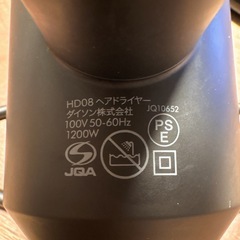 HD08 ヘアドライヤー
ダイソン株式会社
100V 50-60Hz
1200W
JQ10652
PS
E
JQA